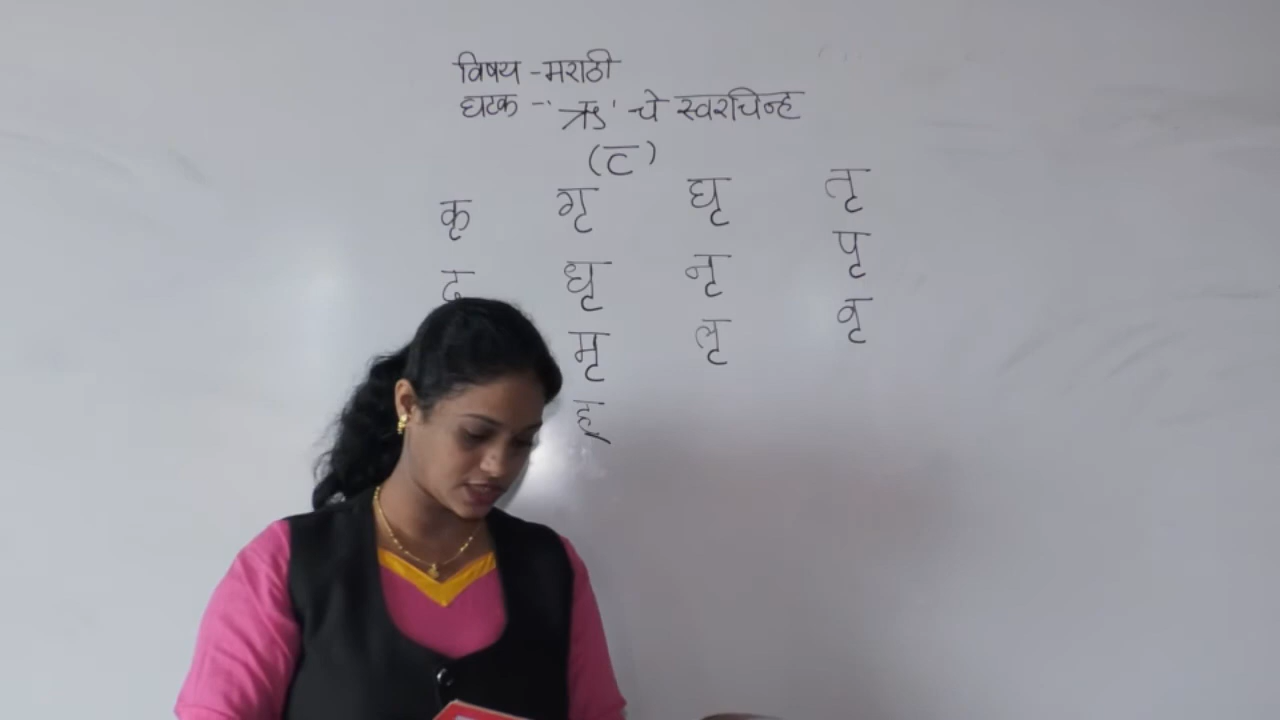 विषय - मराठी
घटक - 'ऋ' चे स्वरचिन्ह
(ृ)
कृ गृ घृ तृ
धृ नृ पृ
मृ लृ वृ
हृ